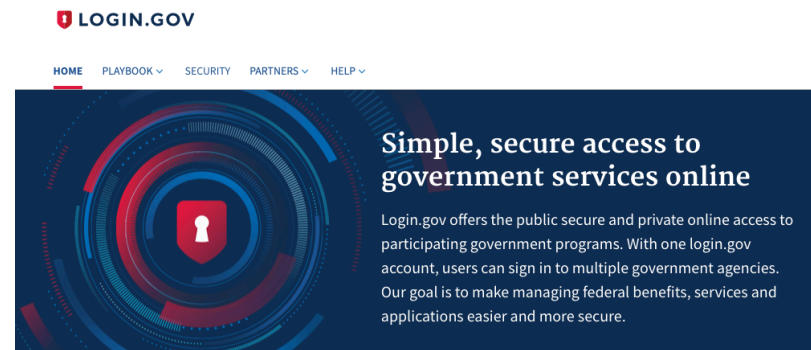 LOGIN.GOV
HOME PLAYBOOK SECURITY PARTNERS HELP
Simple, secure access to
government services online
Login.gov offers the public secure and private online access to
participating government programs. With one login.gov
account, users can sign in to multiple government agencies.
Our goal is to make managing federal benefits, services and
applications easier and more secure.